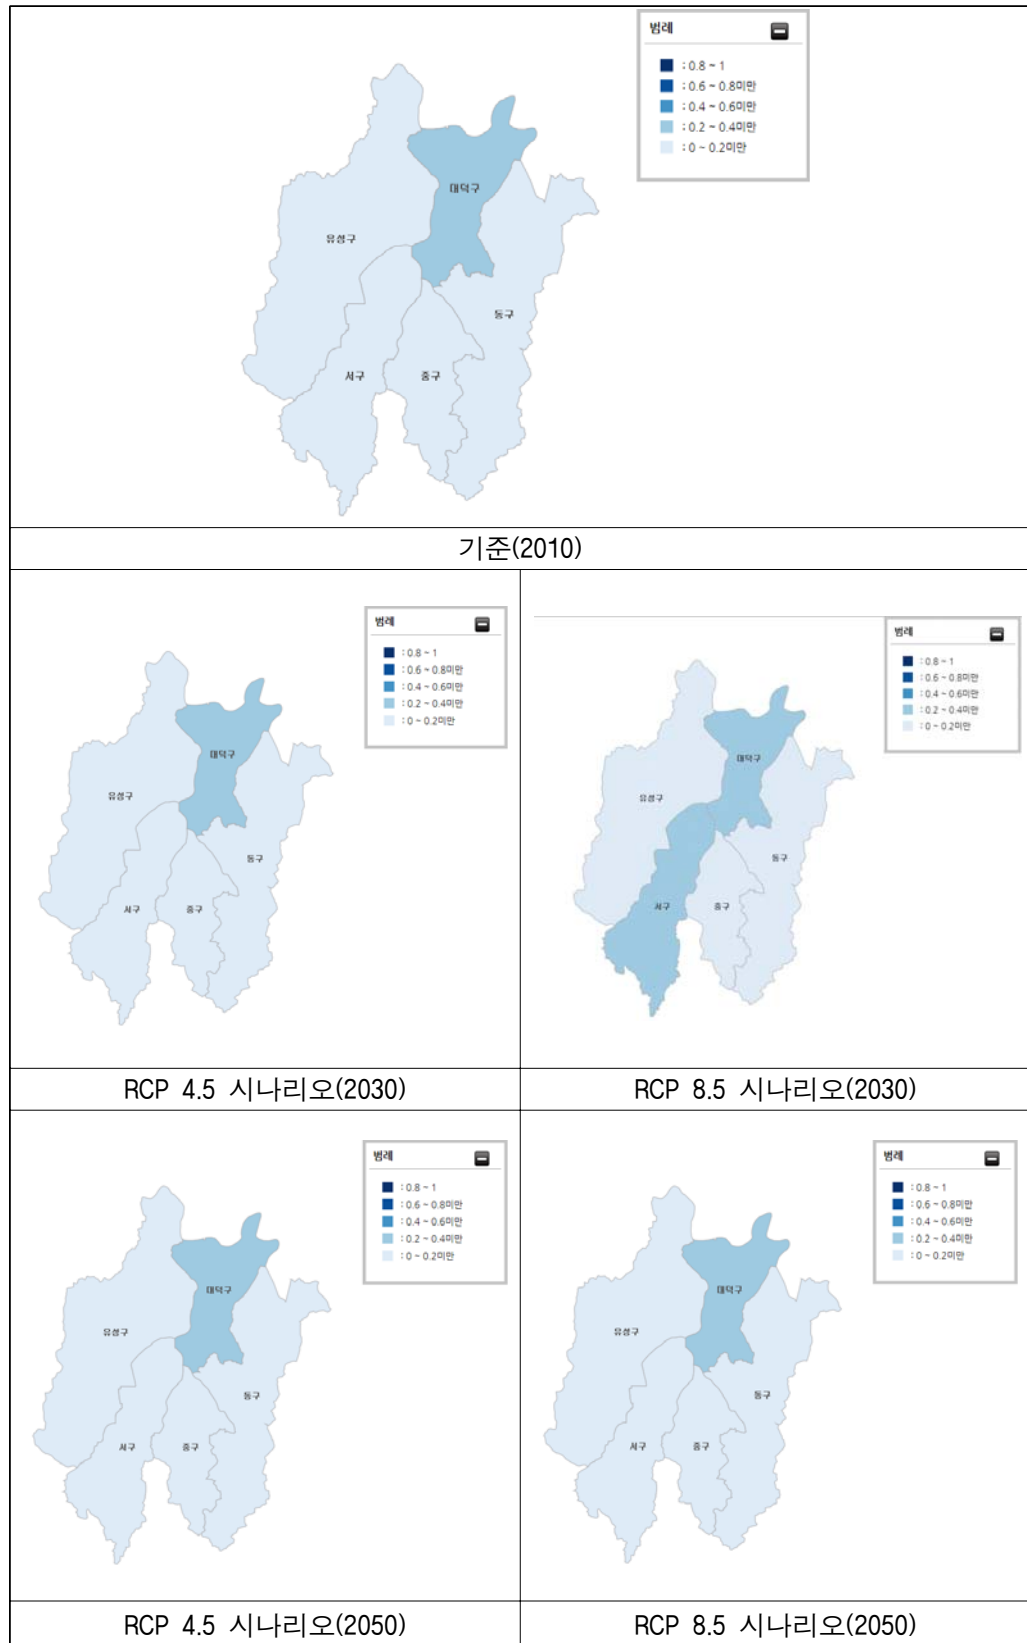 범례
: 0.8 ~ 1
: 0.6 ~ 0.8미만
: 0.4 ~ 0.6미만
: 0.2 ~ 0.4미만
: 0 ~ 0.2미만
대덕구
유성구
동구
서구
중구
기준(2010)
범례
: 0.8 ~ 1
: 0.6 ~ 0.8미만
: 0.4 ~ 0.6미만
: 0.2 ~ 0.4미만
: 0 ~ 0.2미만
대덕구
유성구
동구
서구
중구
RCP 4.5 시나리오(2030)
범례
: 0.8 ~ 1
: 0.6 ~ 0.8미만
: 0.4 ~ 0.6미만
: 0.2 ~ 0.4미만
: 0 ~ 0.2미만
대덕구
유성구
동구
서구
중구
RCP 8.5 시나리오(2030)
범례
: 0.8 ~ 1
: 0.6 ~ 0.8미만
: 0.4 ~ 0.6미만
: 0.2 ~ 0.4미만
: 0 ~ 0.2미만
대덕구
유성구
동구
서구
중구
RCP 4.5 시나리오(2050)
범례
: 0.8 ~ 1
: 0.6 ~ 0.8미만
: 0.4 ~ 0.6미만
: 0.2 ~ 0.4미만
: 0 ~ 0.2미만
대덕구
유성구
동구
서구
중구
RCP 8.5 시나리오(2050)